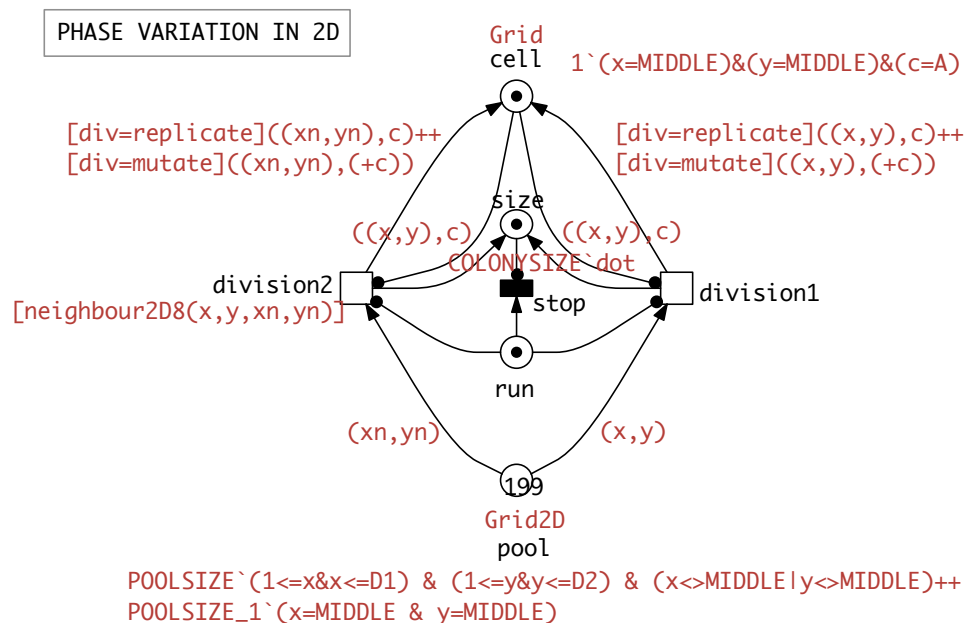 PHASE VARIATION IN 2D
Grid
cell
1`(x=MIDDLE)&(y=MIDDLE)&(c=A)
[div=replicate]((xn,yn),c)++
[div=mutate]((xn,yn),(+c))
[div=replicate]((x,y),c)++
[div=mutate]((x,y),(+c))
size
((x,y),c)
((x,y),c)
COLONYSIZE`dot
division2
[neighbour2D8(x,y,xn,yn)]
stop
division1
run
(xn,yn)
(x,y)
199
Grid2D
pool
POOLSIZE`(1<=x&x<=D1) & (1<=y&y<=D2) & (x<>MIDDLE|y<>MIDDLE)++
POOLSIZE_1`(x=MIDDLE & y=MIDDLE)